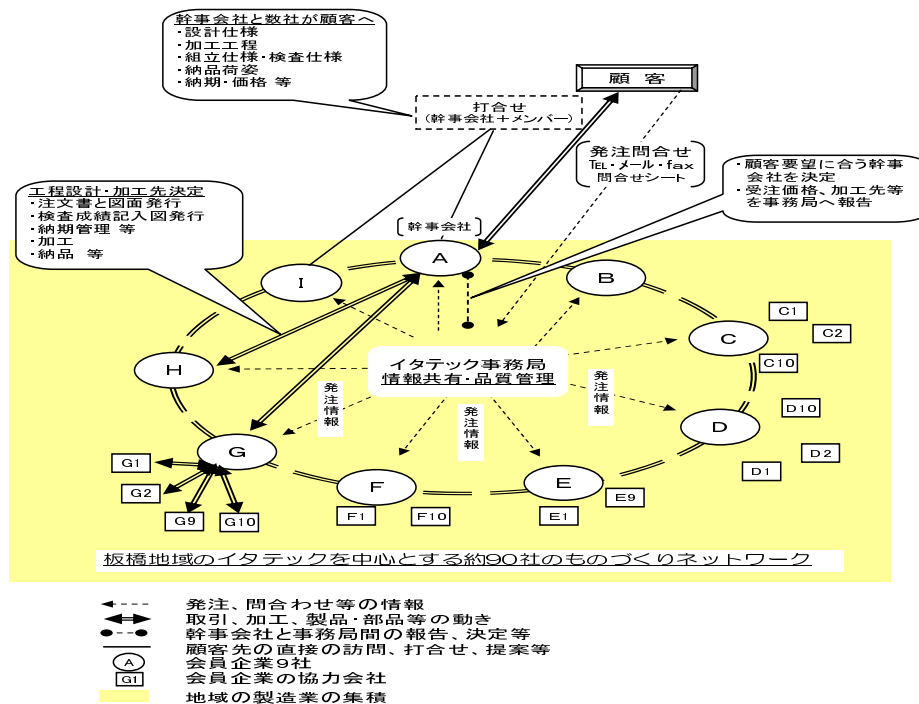 幹事会社と数社が顧客へ
・設計仕様
・加工工程
・組立仕様・検査仕様
・納品荷姿
・納期・価格 等
顧客
打合せ
(幹事会社+メンバー)
発注問合せ
TEL・メール・fax
問合せシート
・顧客要望に合う幹事
会社を決定
・受注価格、加工先等
を事務局へ報告
工程設計・加工先決定
・注文書と図面発行
・検査成績記入図発行
・納期管理 等
・加工
・納品 等
幹事会社
A
I
B
C
C1
C2
C10
H
イタテック事務局
情報共有・品質管理
発注情報
発注情報
発注情報
D
D10
D2
D1
G
G1
G2
G9
G10
F
F1
F10
E
E9
E1
板橋地域のイタテックを中心とする約90社のものづくりネットワーク
発注、問合わせ等の情報
取引、加工、製品・部品等の動き
幹事会社と事務局間の報告、決定等
顧客先の直接の訪問、打合せ、提案等
A 会員企業9社
G1 会員企業の協力会社
地域の製造業の集積